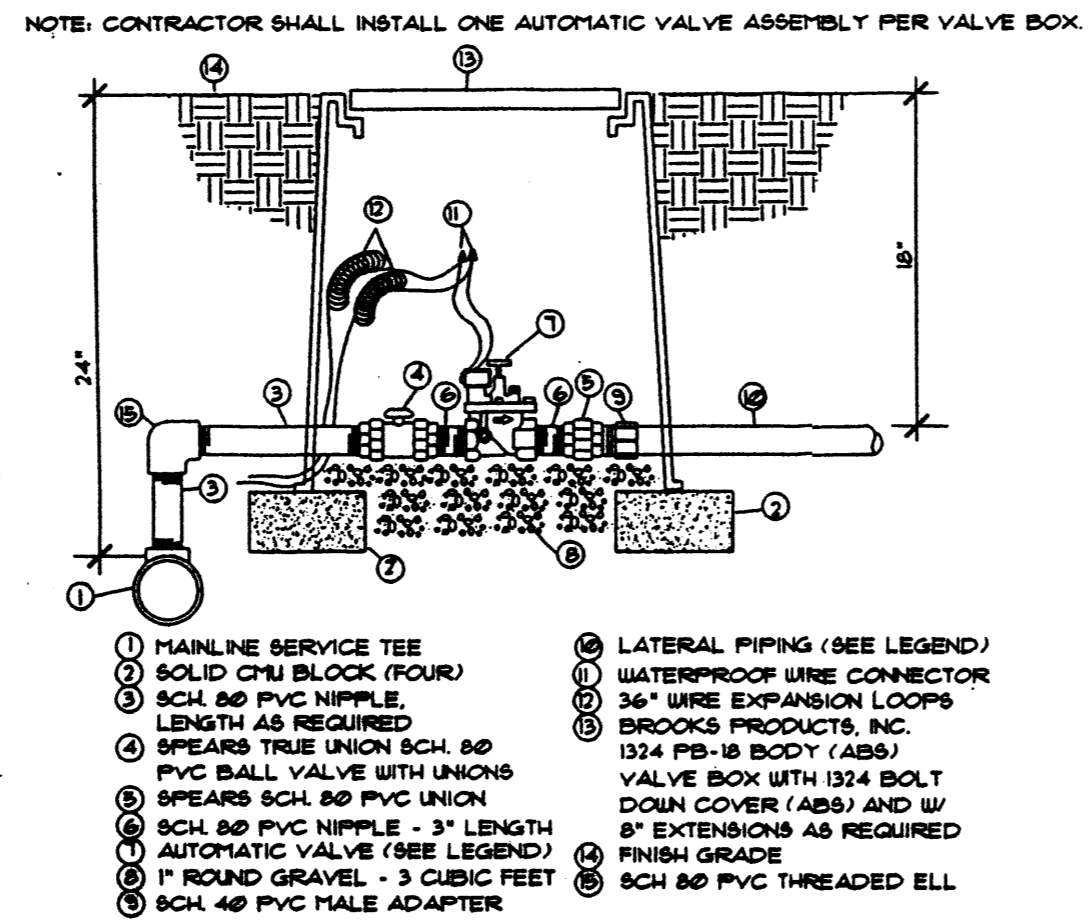 NOTE: CONTRACTOR SHALL INSTALL ONE AUTOMATIC VALVE ASSEMBLY PER VALVE BOX.
14
13
12
11
18"
7
24"
4
6
5
9
10
3
15
3
2
2
8
1
1 MAINLINE SERVICE TEE
2 SOLID CMU BLOCK (FOUR)
3 SCH. 80 PVC NIPPLE,
LENGTH AS REQUIRED
4 SPEARS TRUE UNION SCH. 80
PVC BALL VALVE WITH UNIONS
5 SPEARS SCH. 80 PVC UNION
6 SCH. 80 PVC NIPPLE - 3" LENGTH
7 AUTOMATIC VALVE (SEE LEGEND)
8 1" ROUND GRAVEL - 3 CUBIC FEET
9 SCH. 40 PVC MALE ADAPTER
10 LATERAL PIPING (SEE LEGEND)
11 WATERPROOF WIRE CONNECTOR
12 36" WIRE EXPANSION LOOPS
13 BROOKS PRODUCTS, INC.
1324 PB-18 BODY (ABS)
VALVE BOX WITH 1324 BOLT
DOWN COVER (ABS) AND W/
8" EXTENSIONS AS REQUIRED
14 FINISH GRADE
15 SCH 80 PVC THREADED ELL